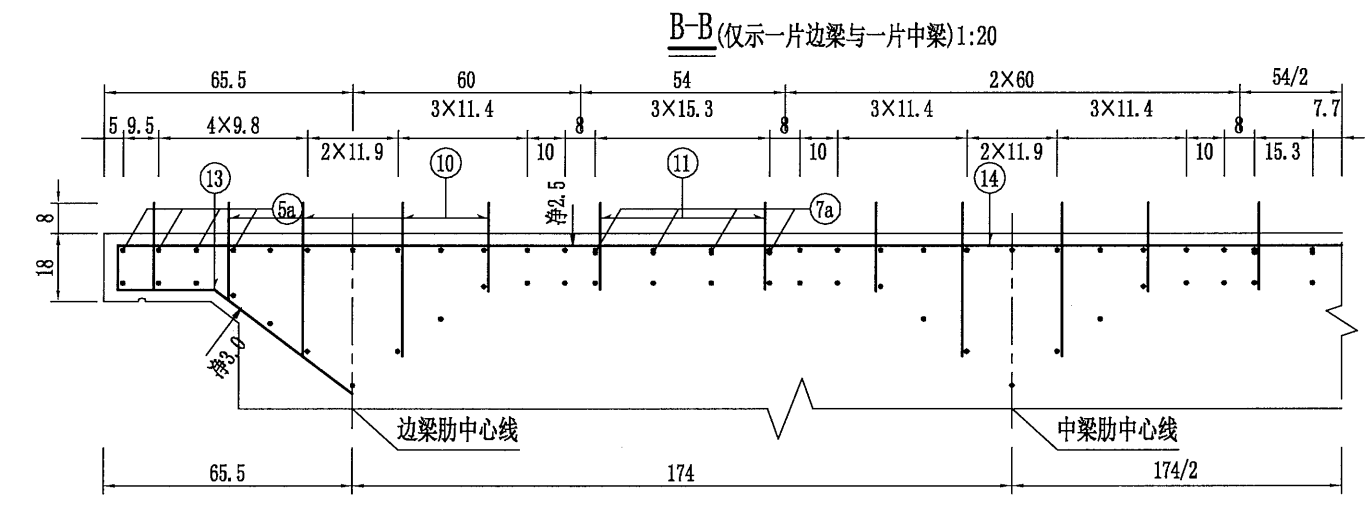 B-B(仅示一片边梁与一片中梁)1:20
65.5 60 54 2×60 54/2
5 9.5 4×9.8 2×11.9 3×11.4 10 8 3×15.3 8 10 3×11.4 2×11.9 3×11.4 10 8 15.3 7.7
13 5a 10 净2.5 11 7a 14
8
18
净3.0
边梁肋中心线 中梁肋中心线
65.5 174 174/2